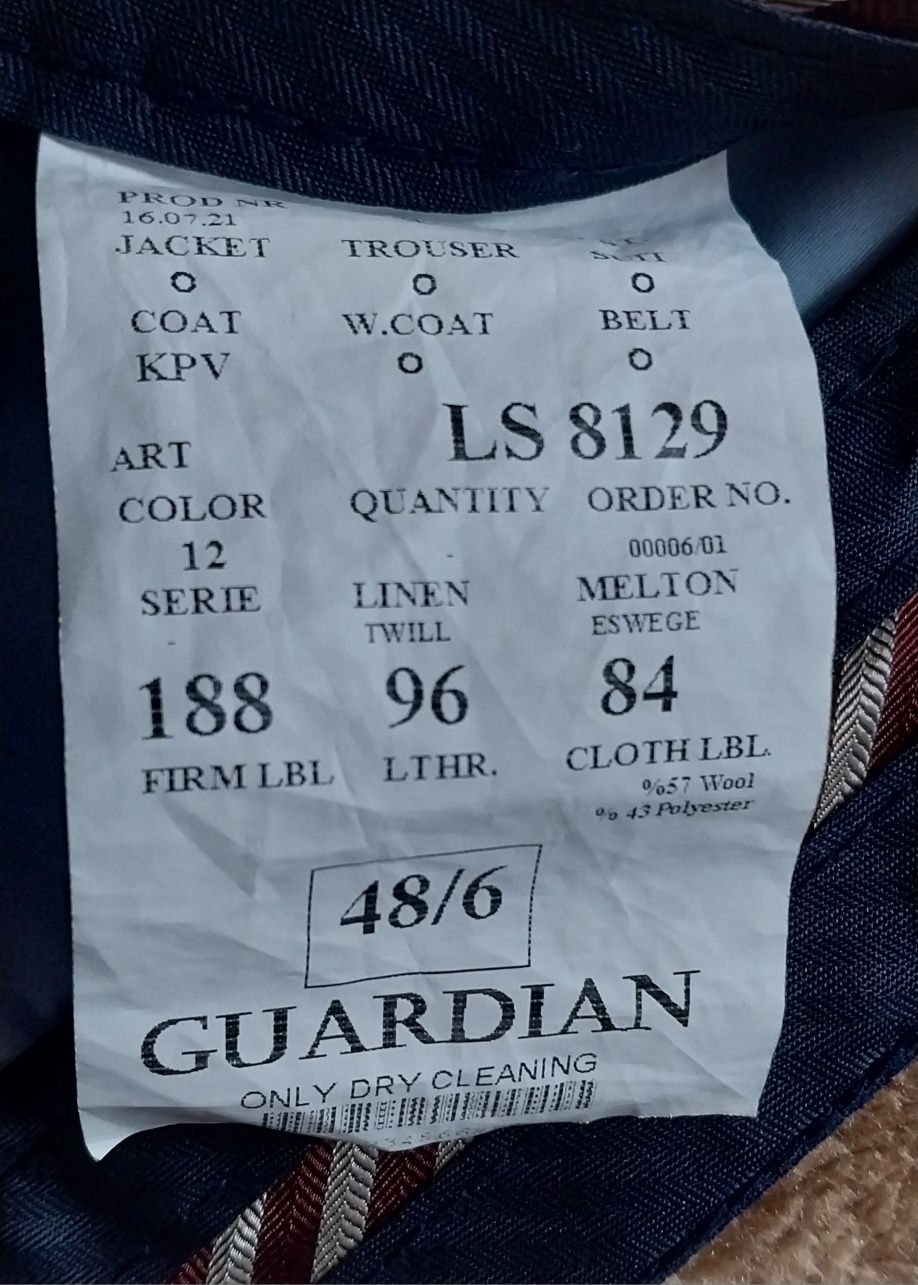 PROD NR
16.07.21
JACKET TROUSER SUIT
O O O
COAT W.COAT BELT
KPV O O
ART LS 8129
COLOR QUANTITY ORDER NO.
12 - 00006/01
SERIE LINEN MELTON
- TWILL ESWEGE
188 96 84
FIRM LBL LTHR. CLOTH LBL.
%57 Wool
% 43 Polyester
48/6
GUARDIAN
ONLY DRY CLEANING